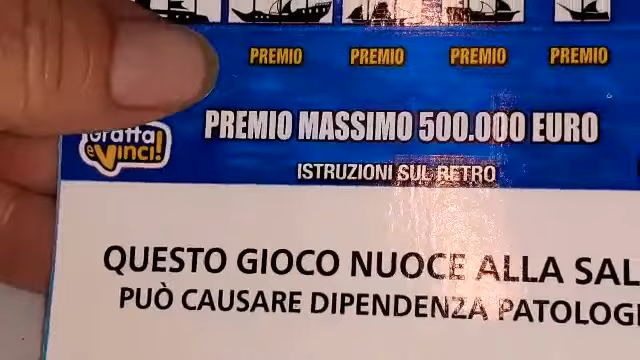 PREMIO PREMIO PREMIO PREMIO
PREMIO MASSIMO 500.000 EURO
Gratta
e Vinci!
ISTRUZIONI SUL RETRO
QUESTO GIOCO NUOCE ALLA SAL
PUÒ CAUSARE DIPENDENZA PATOLOGI